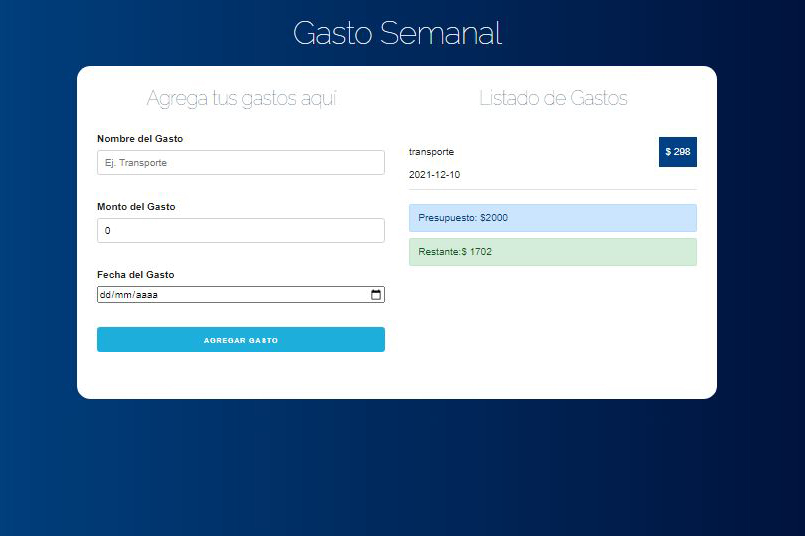 Gasto Semanal
Agrega tus gastos aquí
Nombre del Gasto
Ej. Transporte
Monto del Gasto
0
Fecha del Gasto
dd/mm/aaaa
AGREGAR GASTO
Listado de Gastos
transporte
$ 298
2021-12-10
Presupuesto: $2000
Restante:$ 1702